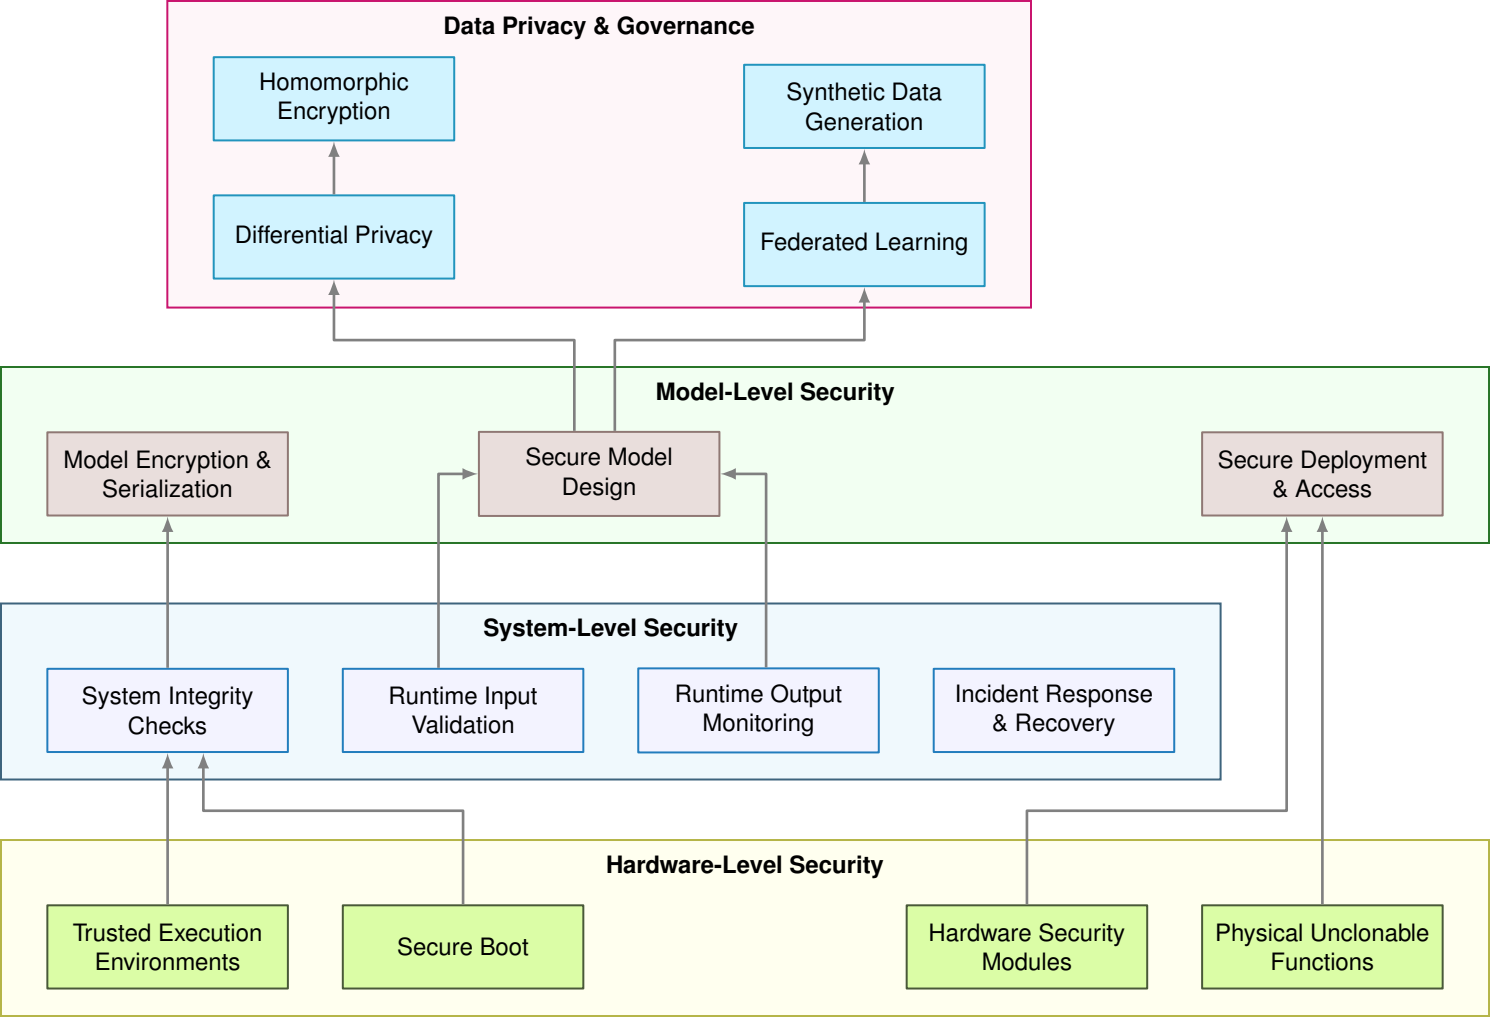 Data Privacy & Governance
Homomorphic
Encryption
Synthetic Data
Generation
Differential Privacy
Federated Learning
Model-Level Security
Model Encryption &
Serialization
Secure Model
Design
Secure Deployment
& Access
System-Level Security
System Integrity
Checks
Runtime Input
Validation
Runtime Output
Monitoring
Incident Response
& Recovery
Hardware-Level Security
Trusted Execution
Environments
Secure Boot
Hardware Security
Modules
Physical Unclonable
Functions